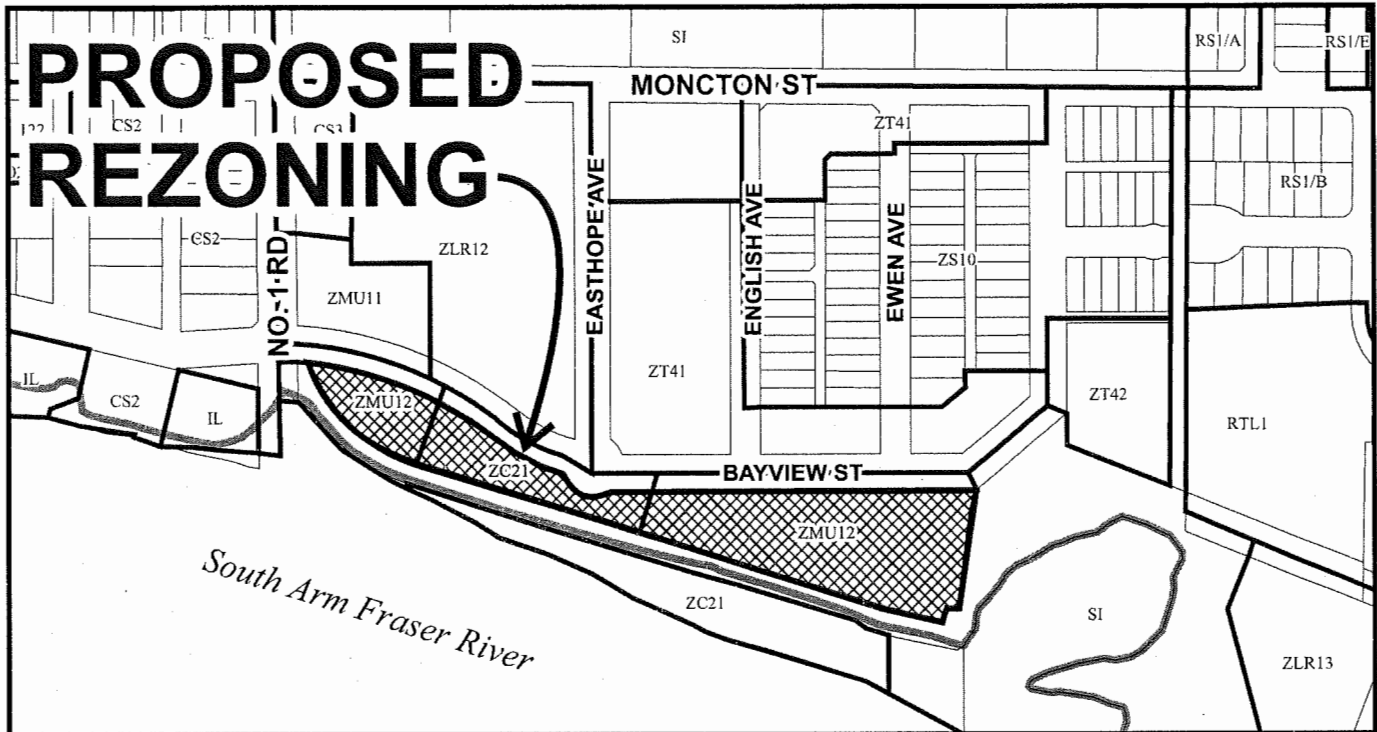 PROPOSED
REZONING
SI
RS1/A
RS1/E
MONCTON ST
CS2
CS3
ZT41
RS1/B
CS2
ZLR12
ZMU11
NO. 1 RD
EASTHOPE AVE
ENGLISH AVE
EWEN AVE
ZS10
ZT41
ZT42
RTL1
IL
CS2
IL
ZMU12
ZC21
BAYVIEW ST
ZMU12
South Arm Fraser River
ZC21
SI
ZLR13